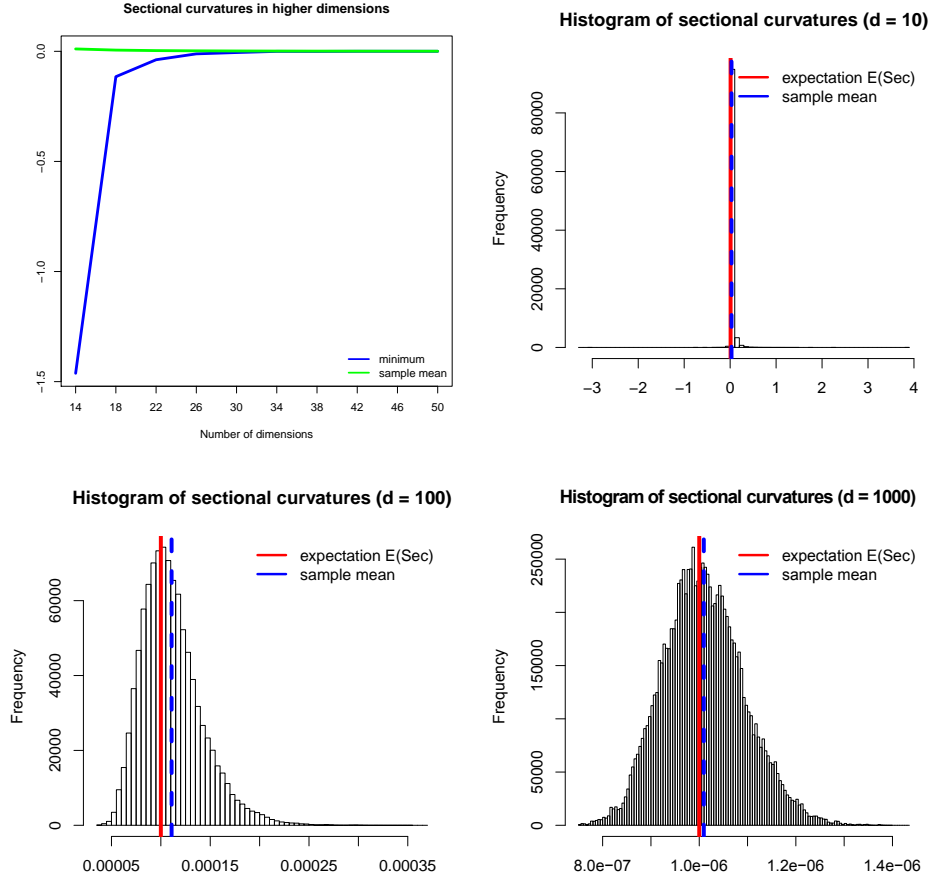 Sectional curvatures in higher dimensions
0.0
−0.5
−1.0
−1.5
minimum
sample mean
14 18 22 26 30 34 38 42 46 50
Number of dimensions
Histogram of sectional curvatures (d = 10)
expectation E(Sec)
sample mean
Frequency
80000
60000
40000
20000
0
−3 −2 −1 0 1 2 3 4
Histogram of sectional curvatures (d = 100)
expectation E(Sec)
sample mean
Frequency
60000
40000
20000
0
0.00005 0.00015 0.00025 0.00035
Histogram of sectional curvatures (d = 1000)
expectation E(Sec)
sample mean
Frequency
250000
150000
50000
0
8.0e−07 1.0e−06 1.2e−06 1.4e−06